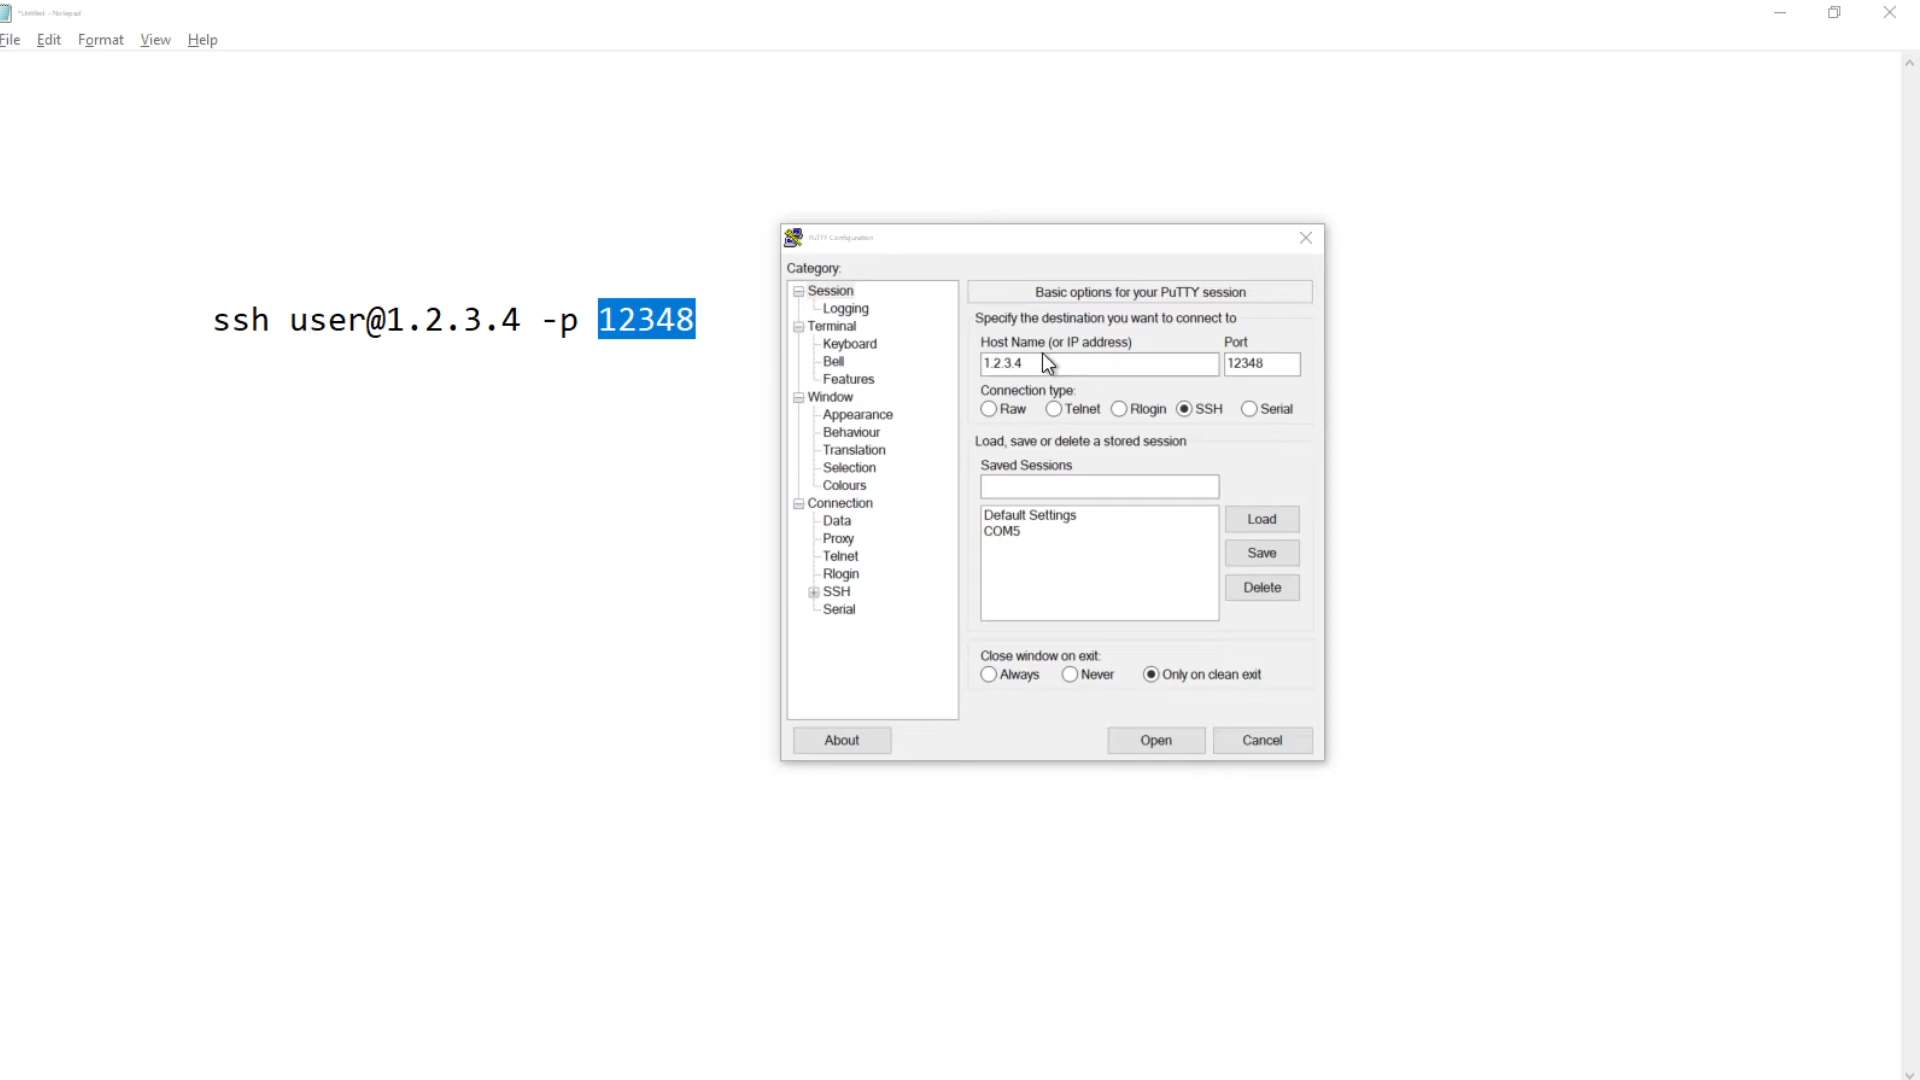 *Untitled - Notepad
File Edit Format View Help
ssh user@1.2.3.4 -p 12348
PuTTY Configuration
Category:
Session
Logging
Terminal
Keyboard
Bell
Features
Window
Appearance
Behaviour
Translation
Selection
Colours
Connection
Data
Proxy
Telnet
Rlogin
SSH
Serial
Basic options for your PuTTY session
Specify the destination you want to connect to
Host Name (or IP address) Port
1.2.3.4 12348
Connection type:
Raw Telnet Rlogin SSH Serial
Load, save or delete a stored session
Saved Sessions
Default Settings
COM5
Load
Save
Delete
Close window on exit:
Always Never Only on clean exit
About Open Cancel